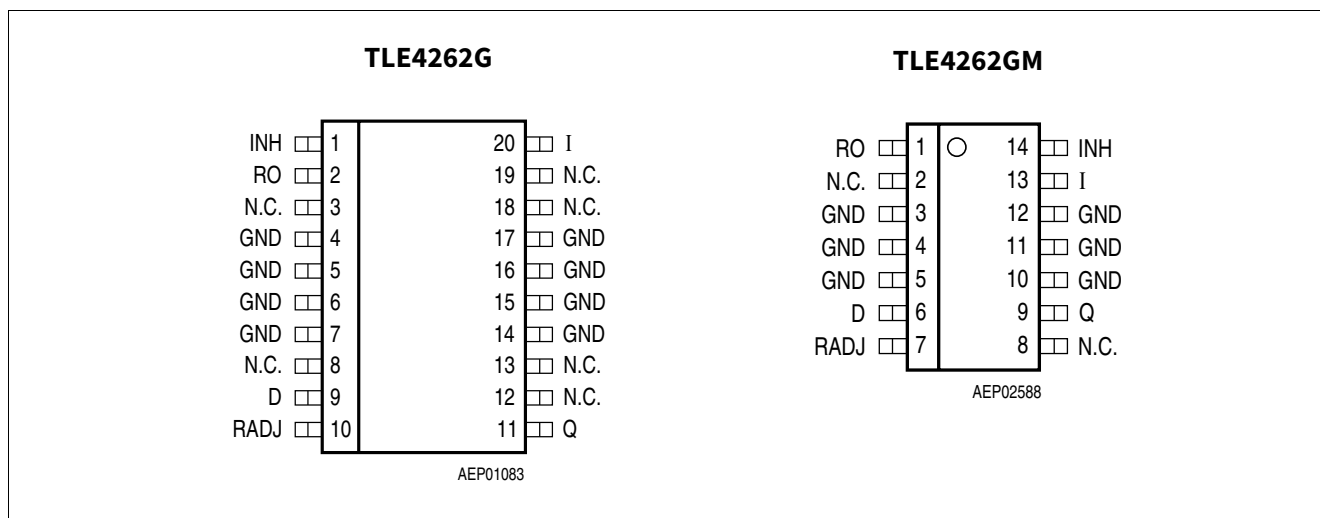 TLE4262G
INH 1 20 I
RO 2 19 N.C.
N.C. 3 18 N.C.
GND 4 17 GND
GND 5 16 GND
GND 6 15 GND
GND 7 14 GND
N.C. 8 13 N.C.
D 9 12 N.C.
RADJ 10 11 Q
AEP01083
TLE4262GM
RO 1 14 INH
N.C. 2 13 I
GND 3 12 GND
GND 4 11 GND
GND 5 10 GND
D 6 9 Q
RADJ 7 8 N.C.
AEP02588